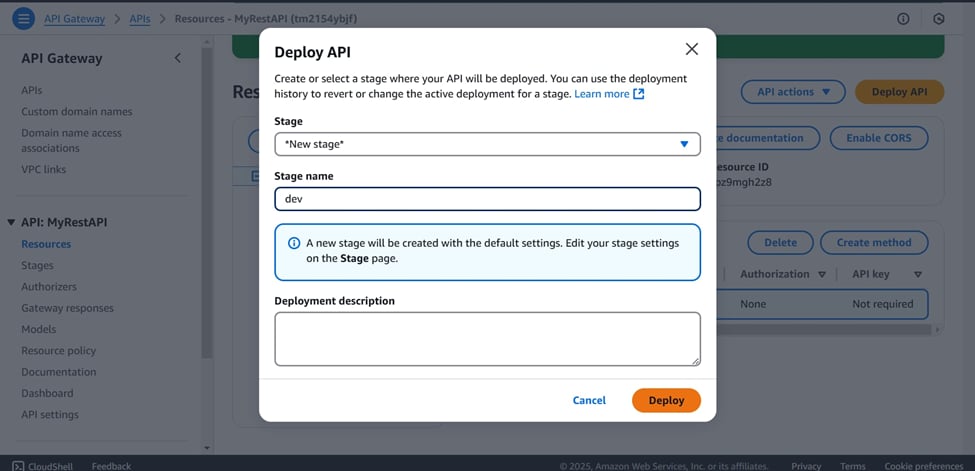 API Gateway > APIs > Resources - MyRestAPI (tm2154ybjf)
API Gateway
APIs
Custom domain names
Domain name access
associations
VPC links
API: MyRestAPI
Resources
Stages
Authorizers
Gateway responses
Models
Resource policy
Documentation
Dashboard
API settings
Res
API actions
Deploy API
documentation
Enable CORS
esource ID
oz9mgh2z8
Delete
Create method
Authorization
API key
None
Not required
Deploy API
Create or select a stage where your API will be deployed. You can use the deployment
history to revert or change the active deployment for a stage. Learn more
Stage
*New stage*
Stage name
dev
A new stage will be created with the default settings. Edit your stage settings
on the Stage page.
Deployment description
Cancel
Deploy
CloudShell
Feedback
© 2025, Amazon Web Services, Inc. or its affiliates.
Privacy
Terms
Cookie preferences